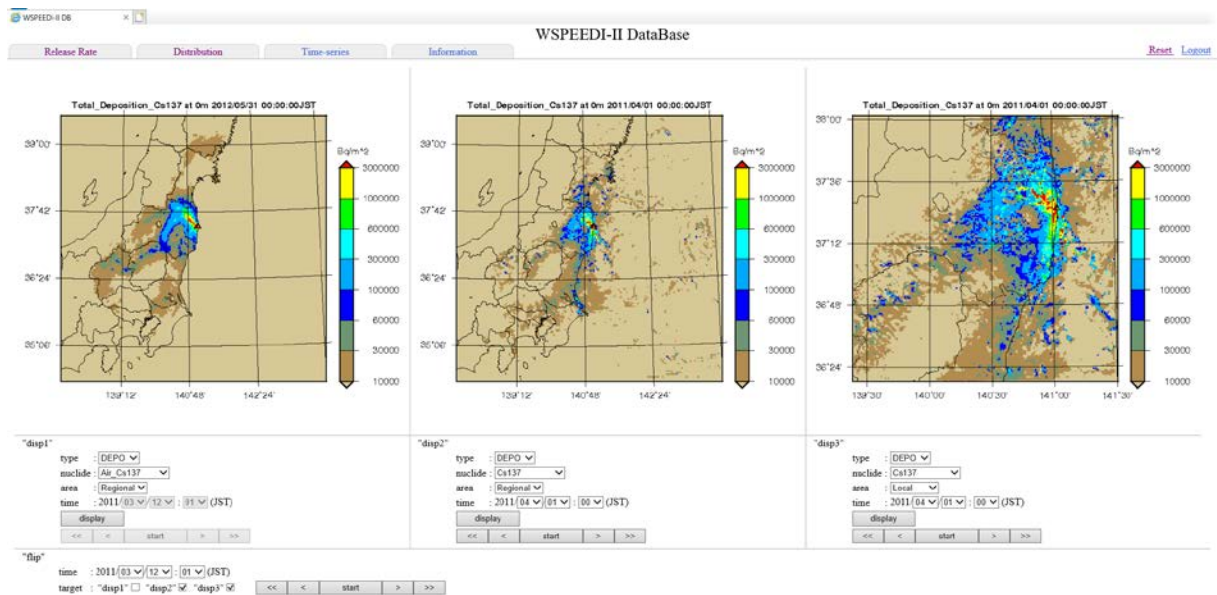 WSPEEDI-II DB
WSPEEDI-II DataBase
Release Rate Distribution Time-series Information Reset Logout
Total_Deposition_Cs137 at 0m 2012/05/31 00:00:00JST
39°00'
37°42'
36°24'
35°06'
139°12' 140°48' 142°24'
Bq/m^2
3000000
1000000
600000
300000
100000
60000
30000
10000
Total_Deposition_Cs137 at 0m 2011/04/01 00:00:00JST
39°00'
37°42'
36°24'
35°06'
139°12' 140°48' 142°24'
Bq/m^2
3000000
1000000
600000
300000
100000
60000
30000
10000
Total_Deposition_Cs137 at 0m 2011/04/01 00:00:00JST
38°00'
37°36'
37°12'
36°48'
36°24'
139°30' 140°00' 140°30' 141°00' 141°30'
Bq/m^2
3000000
1000000
600000
300000
100000
60000
30000
10000
"disp1"
type : DEPO
nuclide : Air_Cs137
area : Regional
time : 2011/ 03 / 12 : 01 (JST)
display
<< < start > >>
"disp2"
type : DEPO
nuclide : Cs137
area : Regional
time : 2011/ 04 / 01 : 00 (JST)
display
<< < start > >>
"disp3"
type : DEPO
nuclide : Cs137
area : Local
time : 2011/ 04 / 01 : 00 (JST)
display
<< < start > >>
"flip"
time : 2011/ 03 / 12 : 01 (JST)
target : "disp1" "disp2" "disp3" << < start > >>